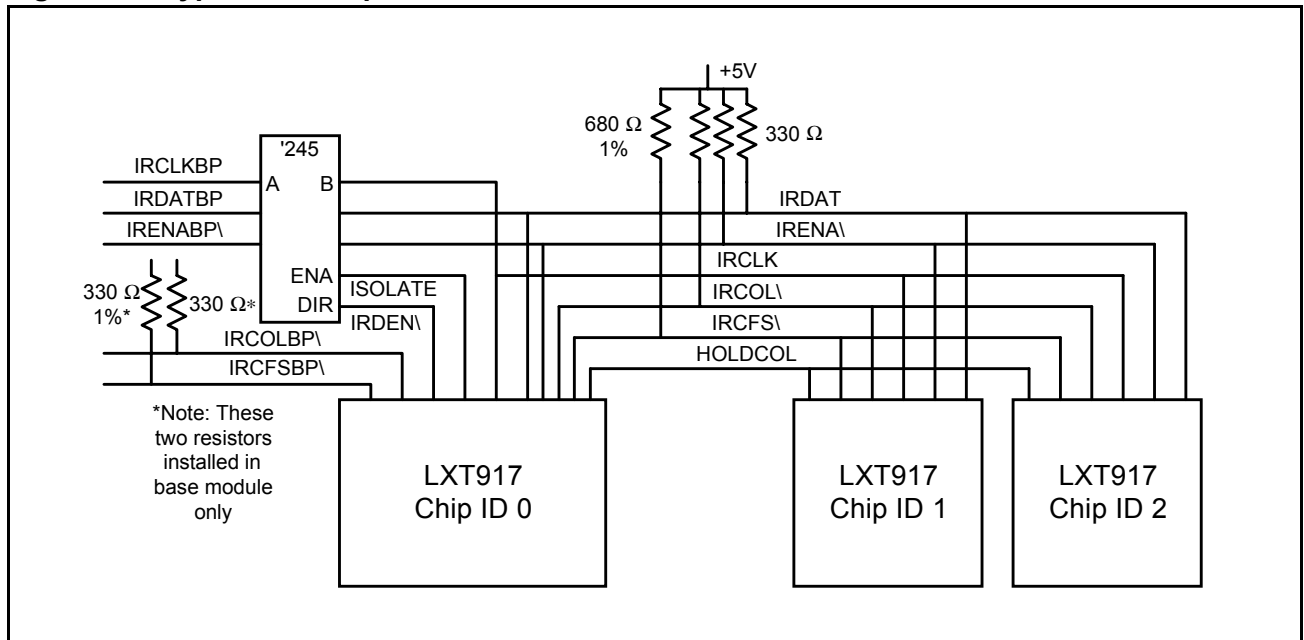 +5V
680 Ω
1%
330 Ω
'245
A
B
ENA
DIR
IRCLKBP
IRDATBP
IRENABP\
330 Ω
1%*
330 Ω*
ISOLATE
IRDEN\
IRCOLBP\
IRCFSBP\
IRDAT
IRENA\
IRCLK
IRCOL\
IRCFS\
HOLDCOL
*Note: These
two resistors
installed in
base module
only
LXT917
Chip ID 0
LXT917
Chip ID 1
LXT917
Chip ID 2